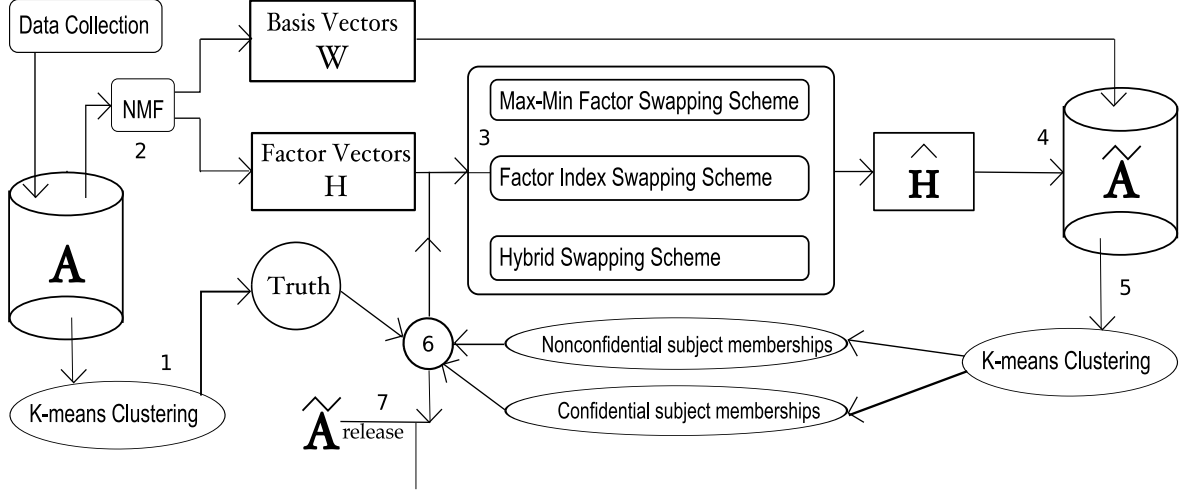 Data Collection
Basis Vectors
W
NMF
2
Max-Min Factor Swapping Scheme
3
4
Factor Vectors
H
Factor Index Swapping Scheme
Ĥ
Ã
A
Hybrid Swapping Scheme
Truth
5
1
6
Nonconfidential subject memberships
K-means Clustering
K-means Clustering
7
Confidential subject memberships
Ã
release